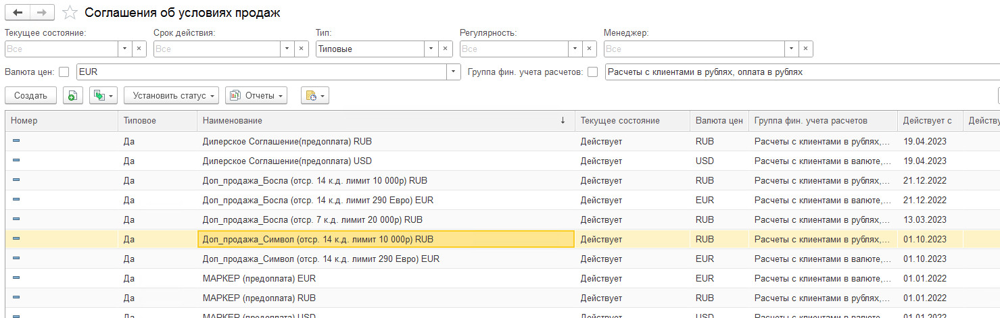 Соглашения об условиях продаж
Текущее состояние: Срок действия: Тип: Регулярность: Менеджер:
Все Все Типовые Все Все
Валюта цен: EUR Группа фин. учета расчетов: Расчеты с клиентами в рублях, оплата в рублях
Создать Установить статус Отчеты
Номер Типовое Наименование Текущее состояние Валюта цен Группа фин. учета расчетов Действует с Действу
Да Дилерское Соглашение(предоплата) RUB Действует RUB Расчеты с клиентами в рублях,... 19.04.2023
Да Дилерское Соглашение(предоплата) USD Действует USD Расчеты с клиентами в валюте,... 19.04.2023
Да Доп_продажа_Босла (отср. 14 к.д. лимит 10 000р) RUB Действует RUB Расчеты с клиентами в рублях,... 21.12.2022
Да Доп_продажа_Босла (отср. 14 к.д. лимит 290 Евро) EUR Действует EUR Расчеты с клиентами в валюте,... 21.12.2022
Да Доп_продажа_Босла (отср. 7 к.д. лимит 20 000р) RUB Действует RUB Расчеты с клиентами в рублях,... 13.03.2023
Да Доп_продажа_Символ (отср. 14 к.д. лимит 10 000р) RUB Действует RUB Расчеты с клиентами в рублях,... 01.10.2023
Да Доп_продажа_Символ (отср. 14 к.д. лимит 290 Евро) EUR Действует EUR Расчеты с клиентами в валюте,... 01.10.2023
Да МАРКЕР (предоплата) EUR Действует EUR Расчеты с клиентами в валюте,... 01.01.2022
Да МАРКЕР (предоплата) RUB Действует RUB Расчеты с клиентами в рублях,... 01.01.2022
Да МАРКЕР (предоплата) USD Действует USD Расчеты с клиентами в валюте,... 01.01.2022